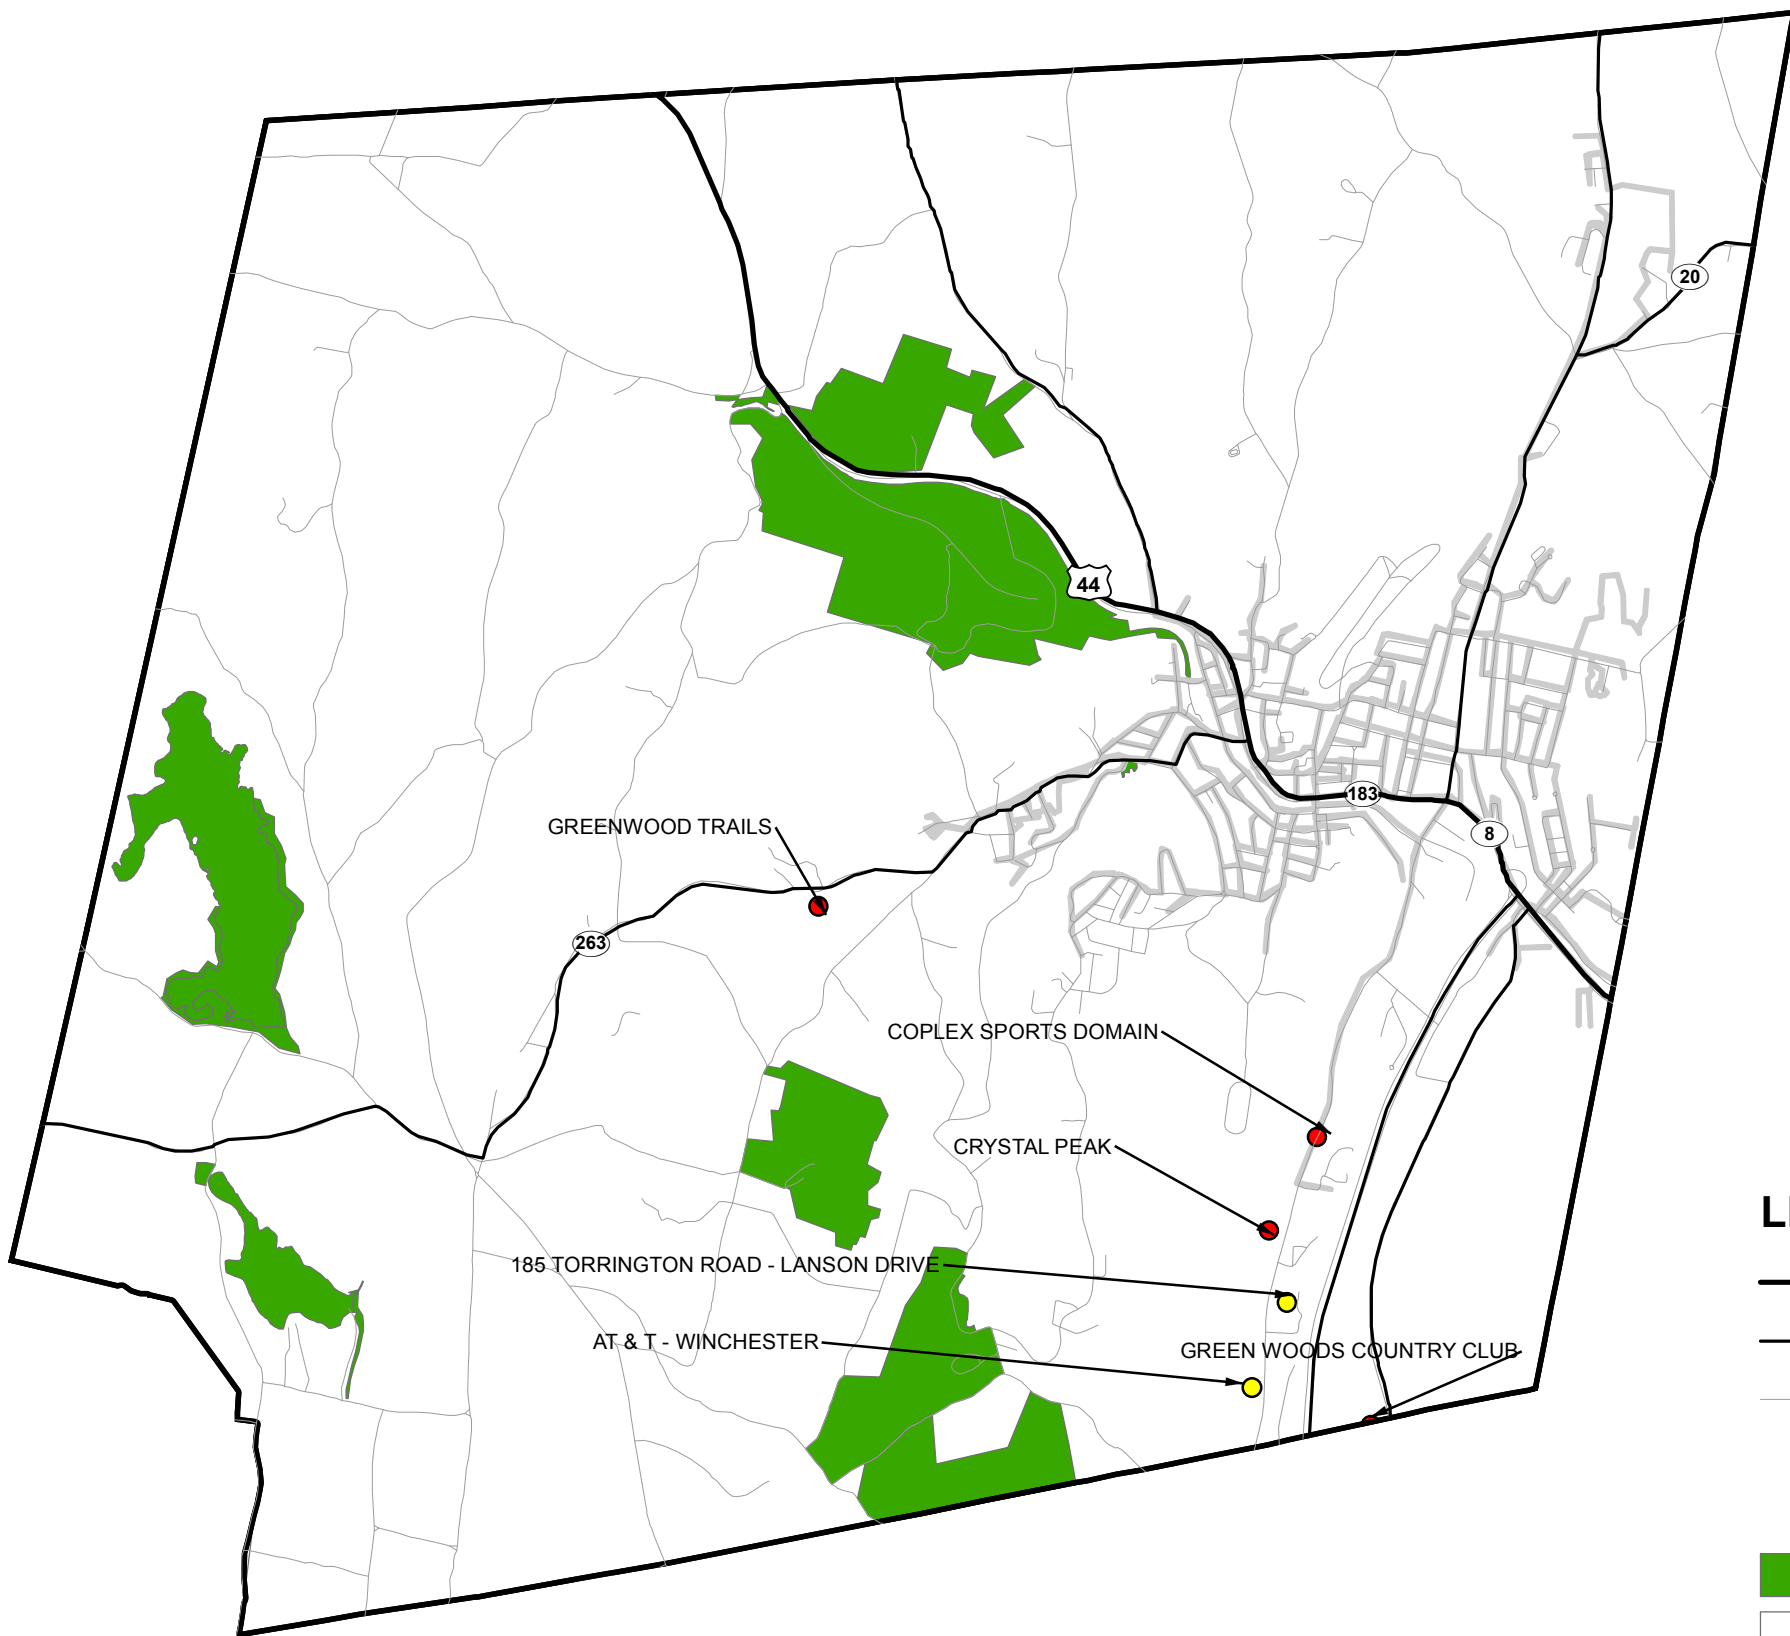 20
44
183
GREENWOOD TRAILS
8
263
COPLEX SPORTS DOMAIN
CRYSTAL PEAK
L
185 TORRINGTON ROAD - LANSON DRIVE
AT & T - WINCHESTER
GREEN WOODS COUNTRY CLUB